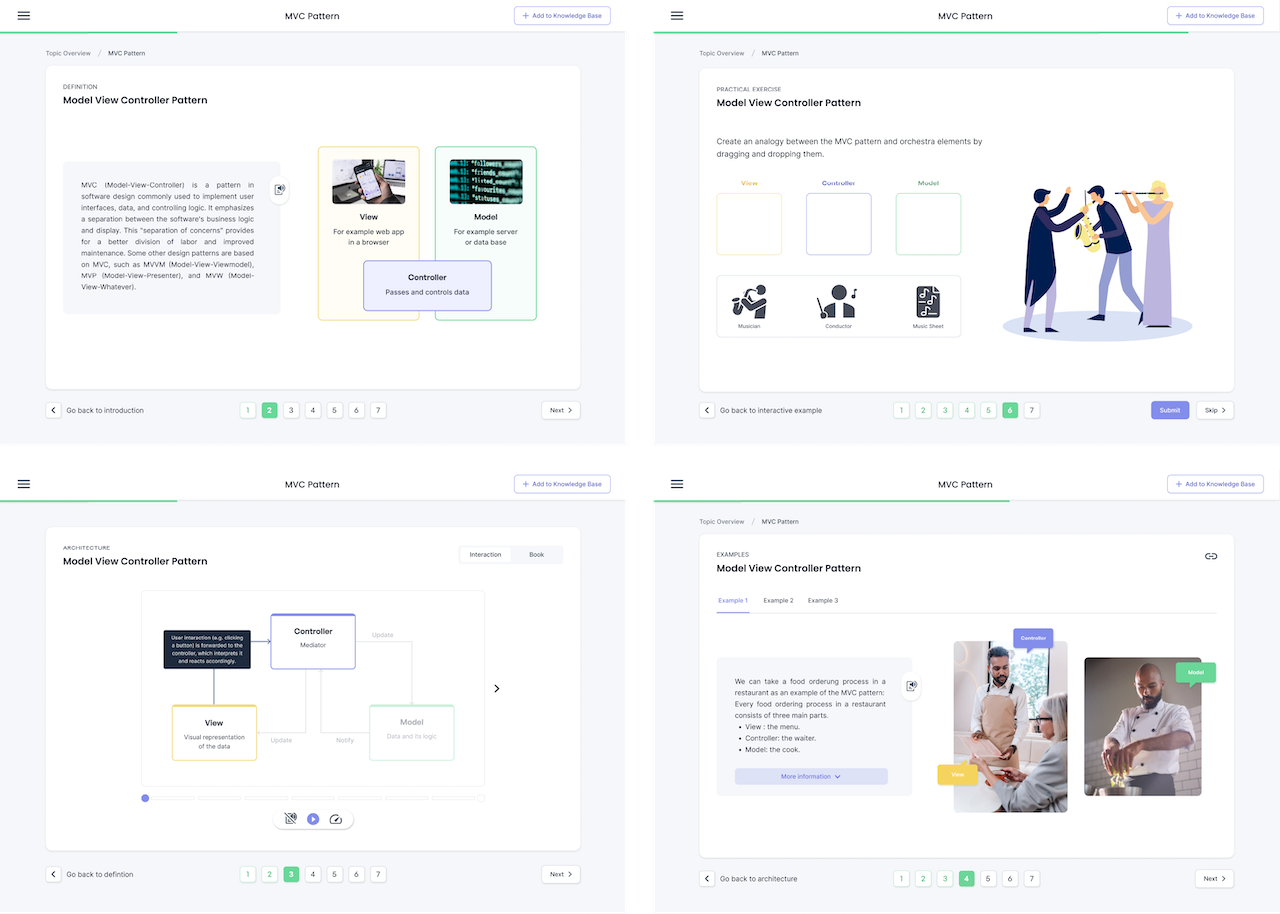 MVC Pattern
+ Add to Knowledge Base
Topic Overview / MVC Pattern
DEFINITION
Model View Controller Pattern
MVC (Model-View-Controller) is a pattern in
software design commonly used to implement user
interfaces, data, and controlling logic. It emphasizes
a separation between the software's business logic
and display. This "separation of concerns" provides
for a better division of labor and improved
maintenance. Some other design patterns are based
on MVC, such as MVVM (Model-View-Viewmodel),
MVP (Model-View-Presenter), and MVW (Model-
View-Whatever).
View
For example web app
in a browser
"followers_
"friends_
"listed_
"favourites_
"statuses_
Model
For example server
or data base
Controller
Passes and controls data
Go back to introduction
1 2 3 4 5 6 7
Next
MVC Pattern
+ Add to Knowledge Base
Topic Overview / MVC Pattern
PRACTICAL EXERCISE
Model View Controller Pattern
Create an analogy between the MVC pattern and orchestra elements by
dragging and dropping them.
View
Controller
Model
Musician
Conductor
Music Sheet
Go back to interactive example
1 2 3 4 5 6 7
Submit
Skip
MVC Pattern
+ Add to Knowledge Base
ARCHITECTURE
Model View Controller Pattern
Interaction
Book
User Interaction (e.g. clicking
a button) is forwarded to the
controller, which interprets it
and reacts accordingly.
Controller
Mediator
Update
View
Visual representation
of the data
Update
Notify
Model
Data and its logic
Go back to defintion
1 2 3 4 5 6 7
Next
MVC Pattern
+ Add to Knowledge Base
Topic Overview / MVC Pattern
EXAMPLES
Model View Controller Pattern
Example 1
Example 2
Example 3
We can take a food orderung process in a
restaurant as an example of the MVC pattern:
Every food ordering process in a restaurant
consists of three main parts.
• View : the menu.
• Controller: the waiter.
• Model: the cook.
More information
Controller
View
Model
Go back to architecture
1 2 3 4 5 6 7
Next